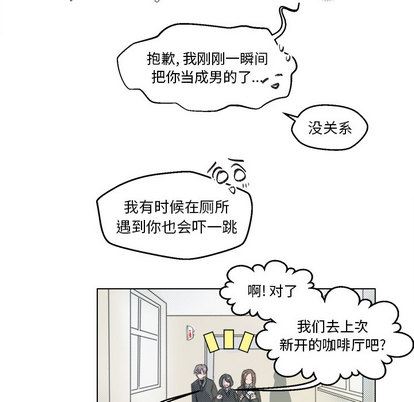 抱歉, 我刚刚一瞬间
把你当成男的了...
没关系
我有时候在厕所
遇到你也会吓一跳
啊! 对了
我们去上次
新开的咖啡厅吧?